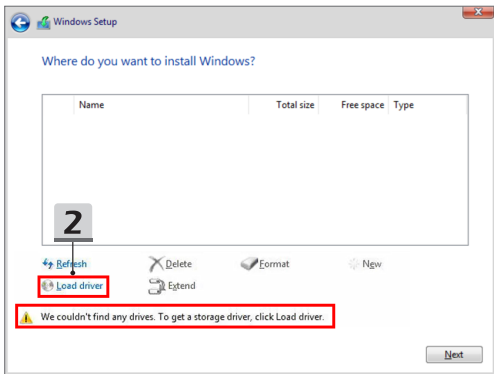 Windows Setup
Where do you want to install Windows?
Name Total size Free space Type
2
Refresh Delete Format New
Load driver Extend
We couldn't find any drives. To get a storage driver, click Load driver.
Next